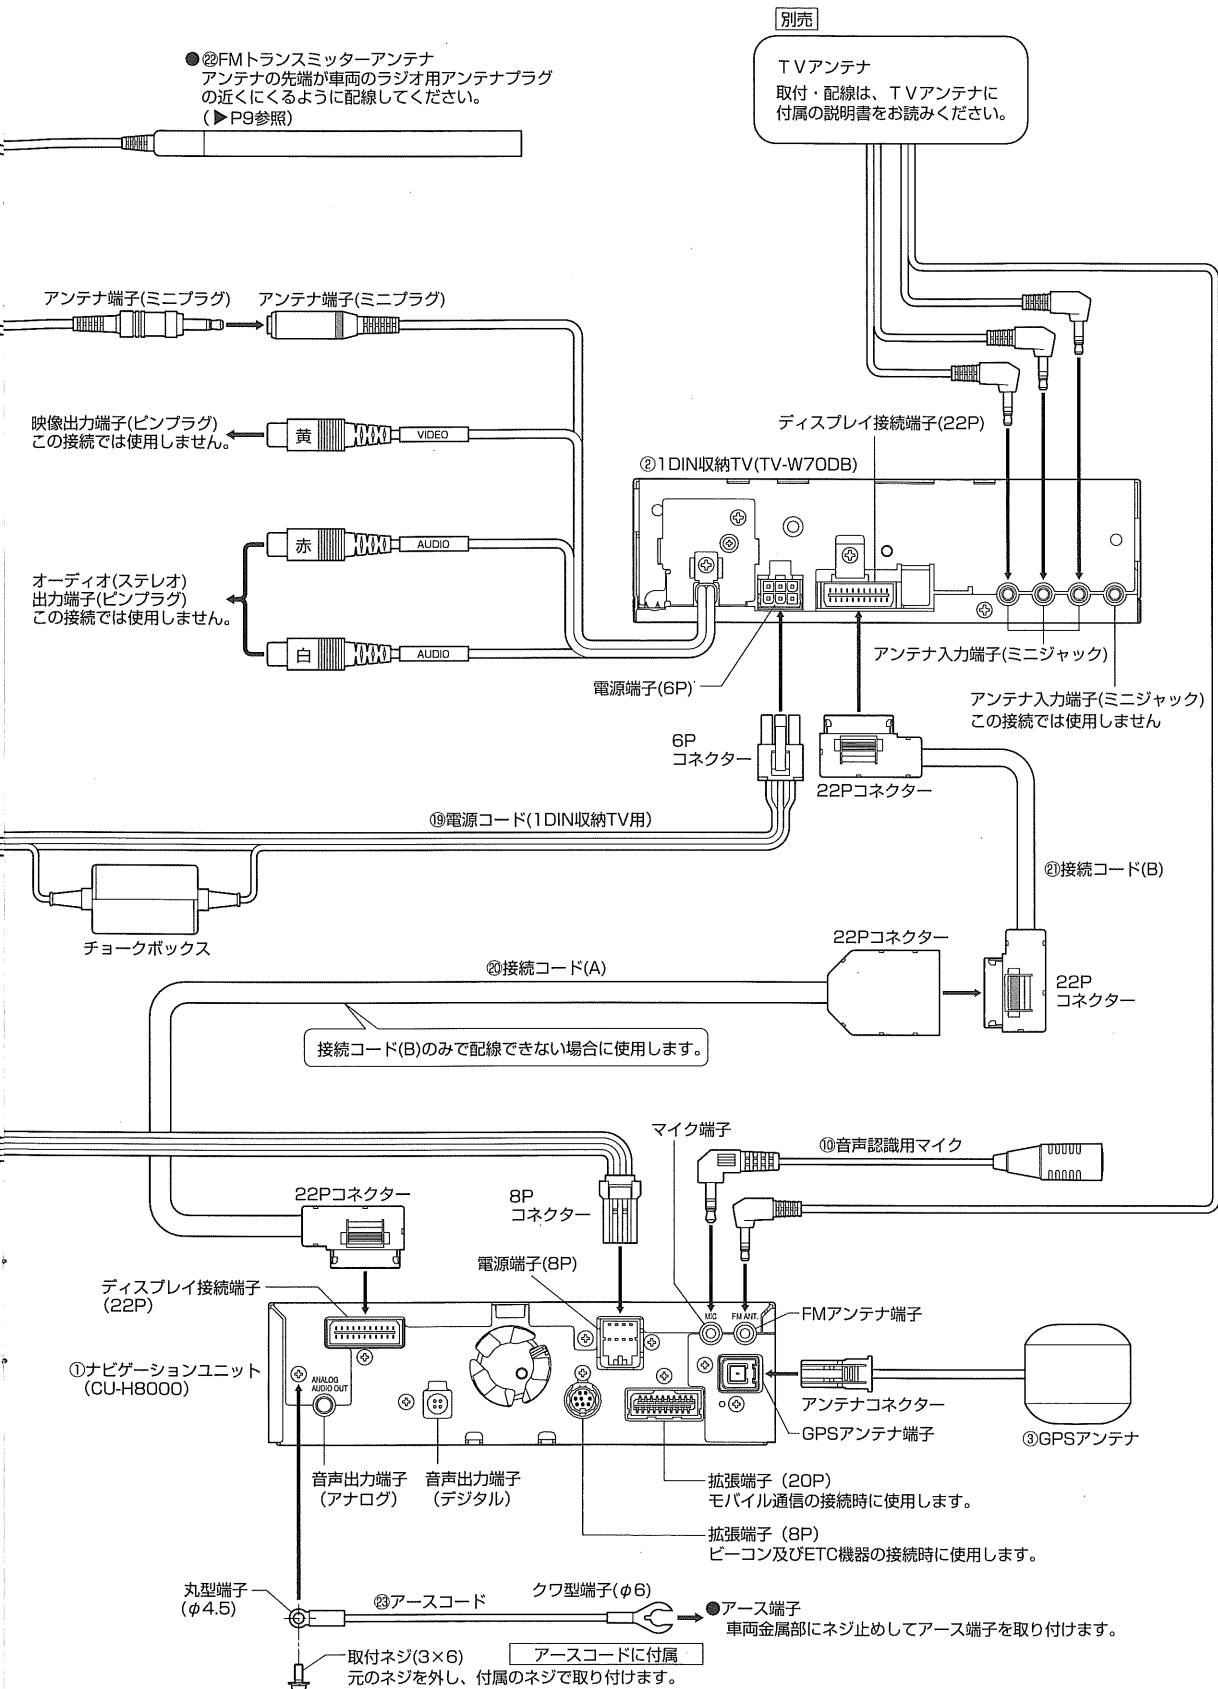 別売
●㉒FMトランスミッターアンテナ
アンテナの先端が車両のラジオ用アンテナプラグ
の近くにくるように配線してください。
(▶P9参照)
TVアンテナ
取付・配線は、TVアンテナに
付属の説明書をお読みください。
アンテナ端子(ミニプラグ)
アンテナ端子(ミニプラグ)
映像出力端子(ピンプラグ)
この接続では使用しません。
黄
VIDEO
ディスプレイ接続端子(22P)
②1DIN収納TV(TV-W70DB)
赤
AUDIO
オーディオ(ステレオ)
出力端子(ピンプラグ)
この接続では使用しません。
白
AUDIO
アンテナ入力端子(ミニジャック)
電源端子(6P)
アンテナ入力端子(ミニジャック)
この接続では使用しません
6P
コネクター
22Pコネクター
⑲電源コード(1DIN収納TV用)
㉑接続コード(B)
チョークボックス
22Pコネクター
⑳接続コード(A)
22P
コネクター
接続コード(B)のみで配線できない場合に使用します。
マイク端子
⑩音声認識用マイク
22Pコネクター
8P
コネクター
電源端子(8P)
ディスプレイ接続端子
(22P)
MIC
FM ANT.
FMアンテナ端子
①ナビゲーションユニット
(CU-H8000)
ANALOG
AUDIO OUT
アンテナコネクター
GPSアンテナ端子
③GPSアンテナ
音声出力端子
(アナログ)
音声出力端子
(デジタル)
拡張端子(20P)
モバイル通信の接続時に使用します。
拡張端子(8P)
ビーコン及びETC機器の接続時に使用します。
丸型端子
(φ4.5)
㉓アースコード
クワ型端子(φ6)
●アース端子
車両金属部にネジ止めしてアース端子を取り付けます。
取付ネジ(3×6)
アースコードに付属
元のネジを外し、付属のネジで取り付けます。